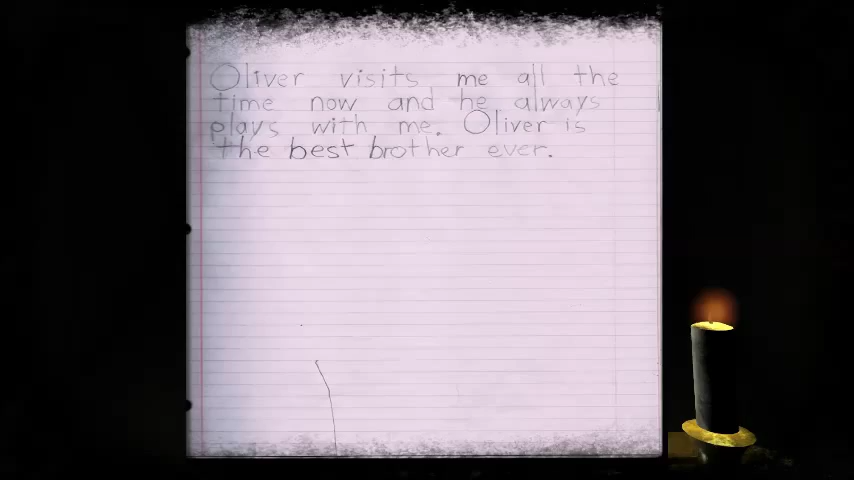 Oliver visits me all the
time now and he always
plays with me. Oliver is
the best brother ever.